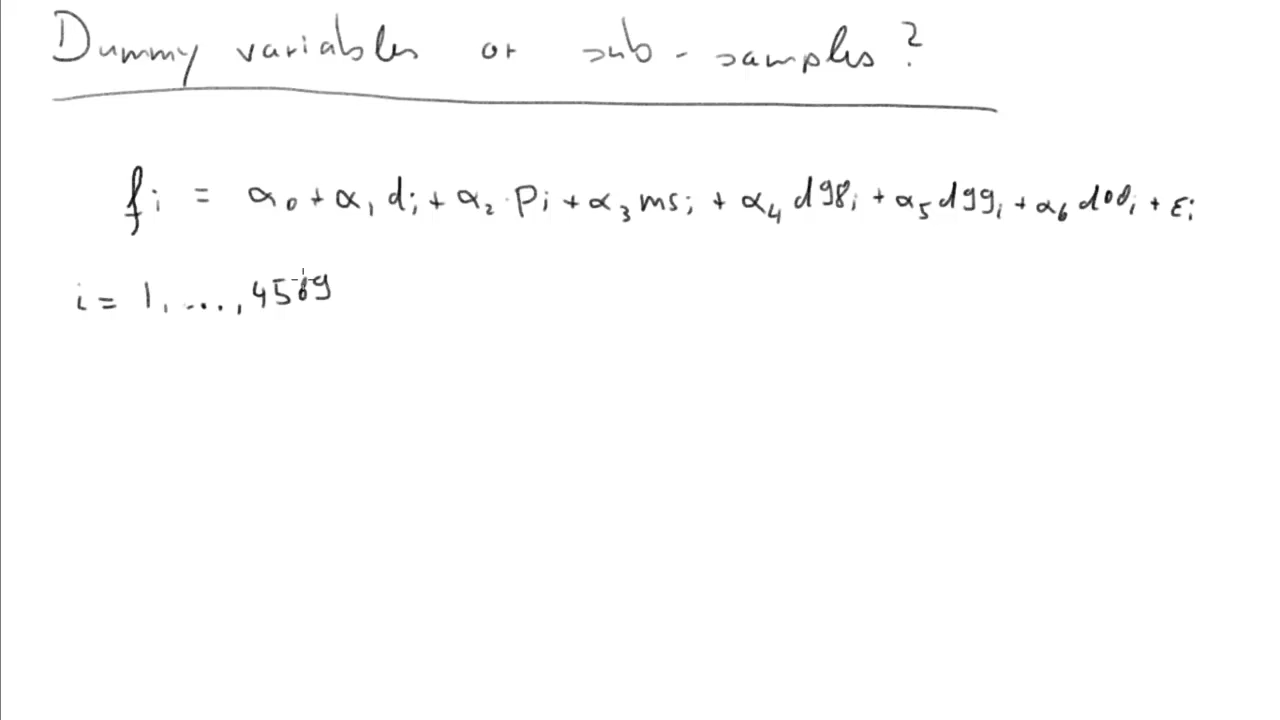 Dummy variables or sub-samples?
fi = α0 + α1 di + α2 · Pi + α3 msi + α4 d98i + α5 d99i + α6 d00i + εi
i = 1, ..., 4569